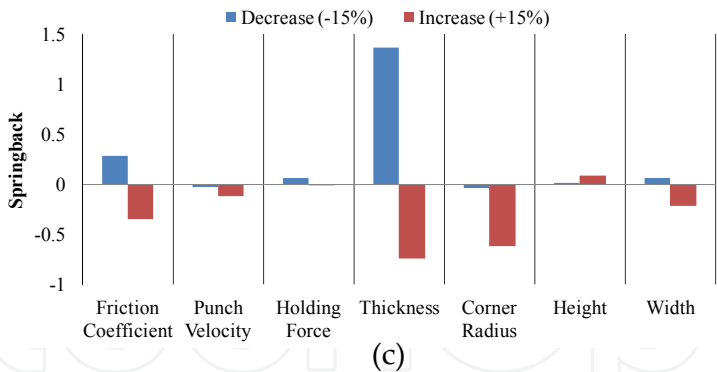 Decrease (-15%) Increase (+15%)
1.5
1
0.5
0
-0.5
-1
Springback
Friction Punch Holding Thickness Corner Height Width
Coefficient Velocity Force Radius
(c)